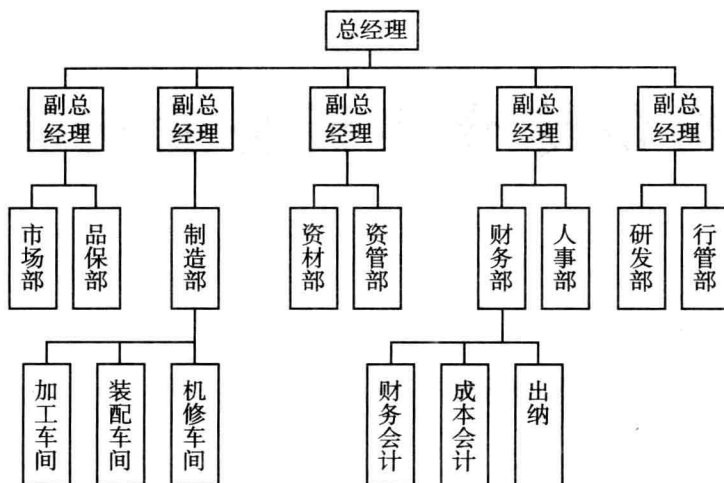 总经理
副总
经理
副总
经理
副总
经理
副总
经理
副总
经理
市场部
品保部
制造部
资材部
资管部
财务部
人事部
研发部
行管部
加工车间
装配车间
机修车间
财务会计
成本会计
出纳